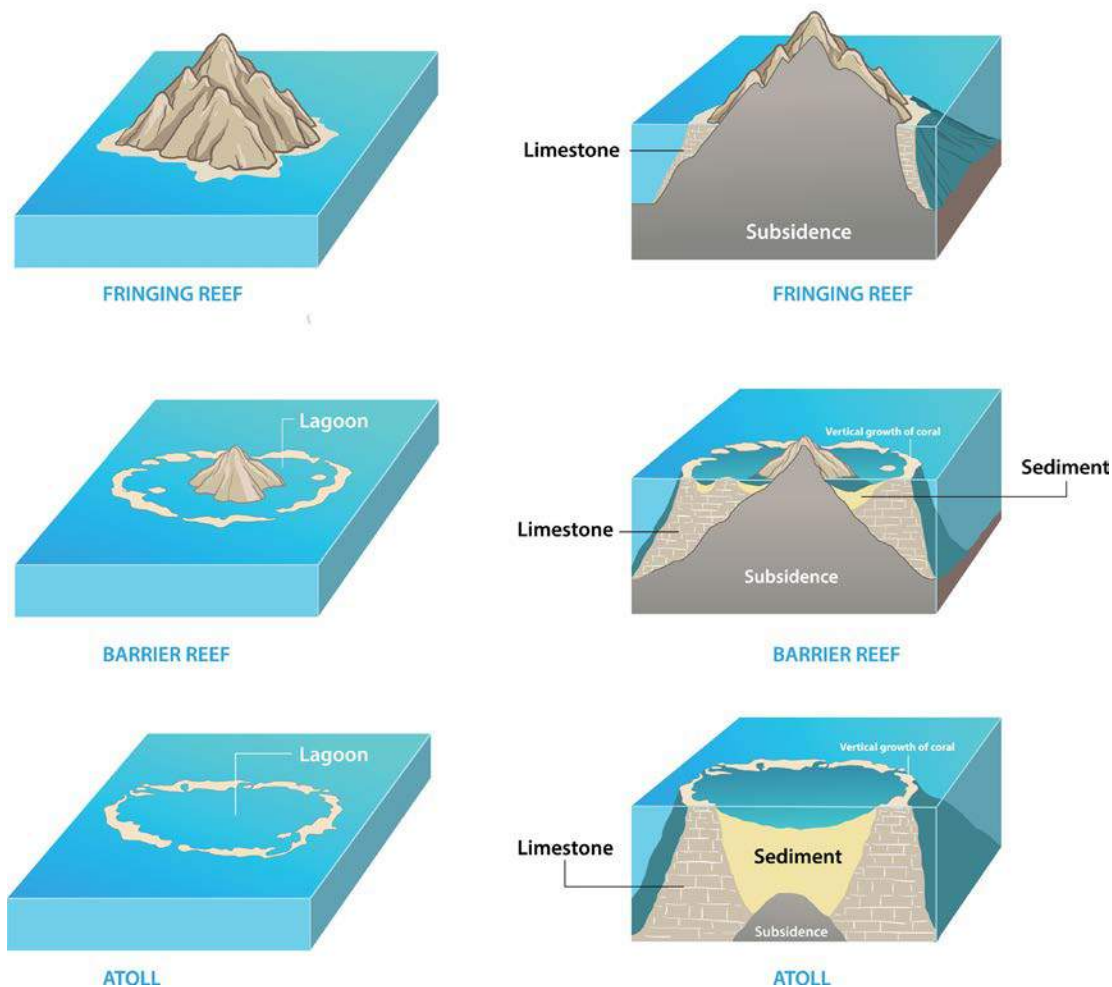 Limestone
Subsidence
FRINGING REEF
FRINGING REEF
Lagoon
Vertical growth of coral
Sediment
Limestone
Subsidence
BARRIER REEF
BARRIER REEF
Lagoon
Vertical growth of coral
Limestone
Sediment
Subsidence
ATOLL
ATOLL